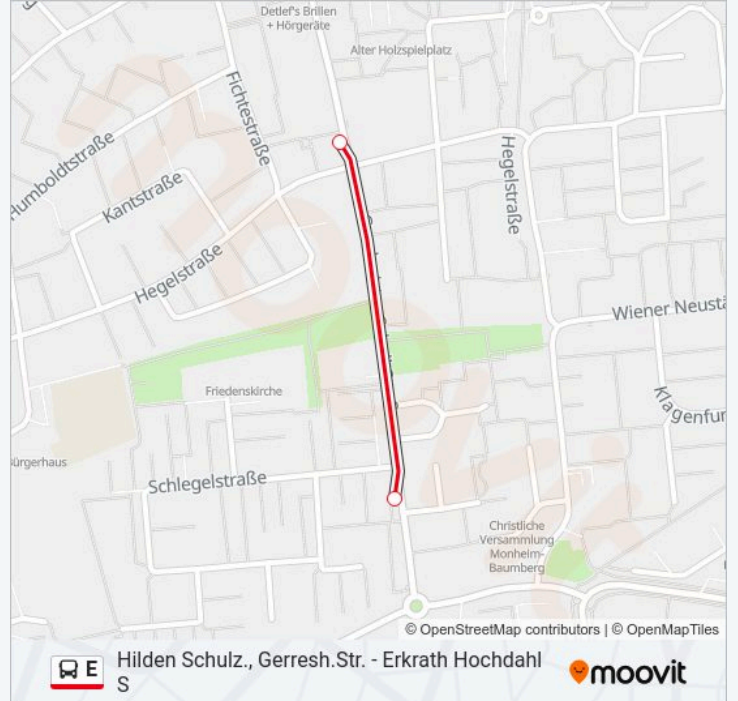 Detlef's Brillen
+ Hörgeräte
Alter Holzspielplatz
Fichtestraße
Humboldtstraße
Kantstraße
Hegelstraße
Hegelstraße
Wiener Neustä
Friedenskirche
Klagenfur
ürgerhaus
Schlegelstraße
Christliche
Versammlung
Monheim-
Baumberg
© OpenStreetMap contributors | © OpenMapTiles
E
Hilden Schulz., Gerresh.Str. - Erkrath Hochdahl
S
moovit